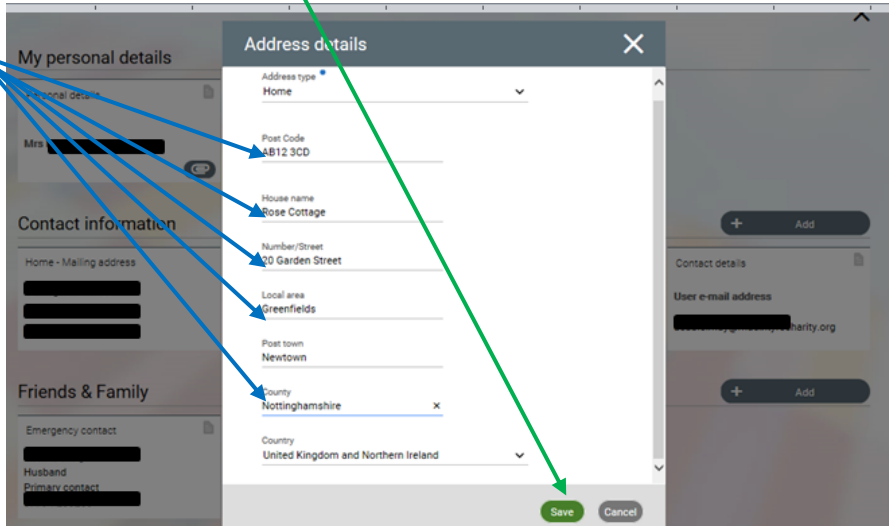 My personal details
Personal details
Mrs
Contact information
Home - Mailing address
Friends & Family
Emergency contact
Husband
Primary contact
Address details
Address type
Home
Post Code
AB12 3CD
House name
Rose Cottage
Number/Street
20 Garden Street
Local area
Greenfields
Post town
Newtown
County
Nottinghamshire
Country
United Kingdom and Northern Ireland
Save
Cancel
+ Add
Contact details
User e-mail address
charity.org
+ Add